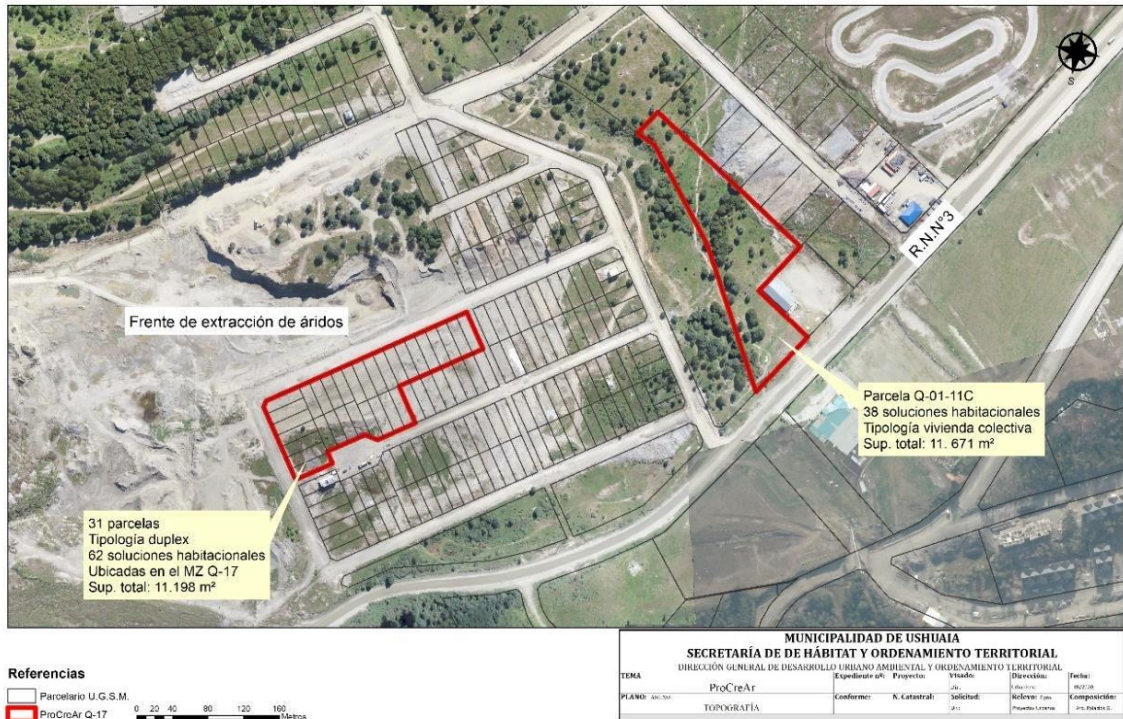 S
R.N.Nº3
Frente de extracción de áridos
Parcela Q-01-11C
38 soluciones habitacionales
Tipología vivienda colectiva
Sup. total: 11. 671 m²
31 parcelas
Tipología duplex
62 soluciones habitacionales
Ubicadas en el MZ Q-17
Sup. total: 11.198 m²
Referencias
Parcelario U.G.S.M.
ProCreAr Q-17
0 20 40 80 120 160
Metros
MUNICIPALIDAD DE USHUAIA
SECRETARÍA DE DE HÁBITAT Y ORDENAMIENTO TERRITORIAL
DIRECCIÓN GENERAL DE DESARROLLO URBANO AMBIENTAL Y ORDENAMIENTO TERRITORIAL
TEMA Expediente nº: Proyecto: Visado: Dirección: Fecha:
ProCreAr
PLANO: Conforme: N. Catastral: Solicitud: Relevo: Composición:
TOPOGRAFÍA